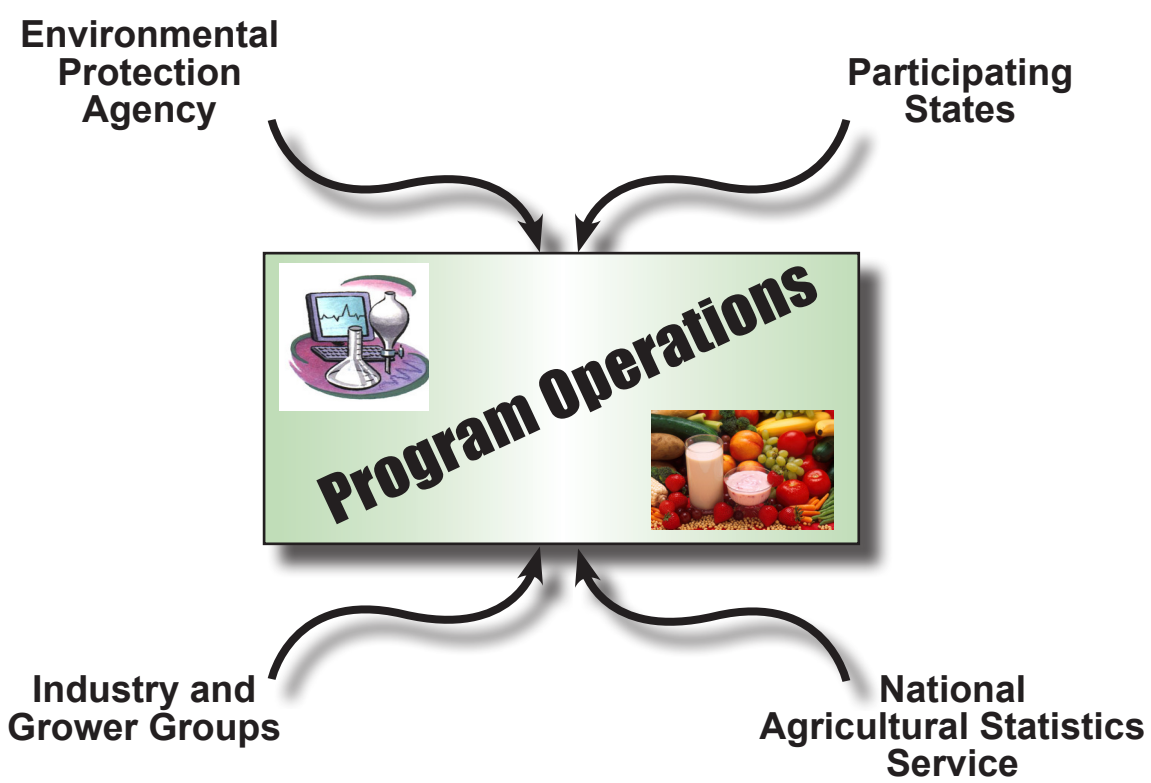 Environmental
Protection
Agency
Participating
States
Program Operations
Industry and
Grower Groups
National
Agricultural Statistics
Service